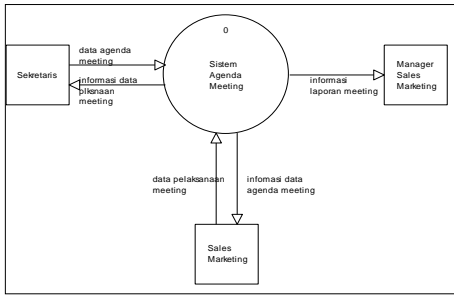 0
Sistem
Agenda
Meeting
Sekretaris
data agenda
meeting
informasi data
plksnaan
meeting
informasi
laporan meeting
Manager
Sales
Marketing
data pelaksanaan
meeting
infomasi data
agenda meeting
Sales
Marketing